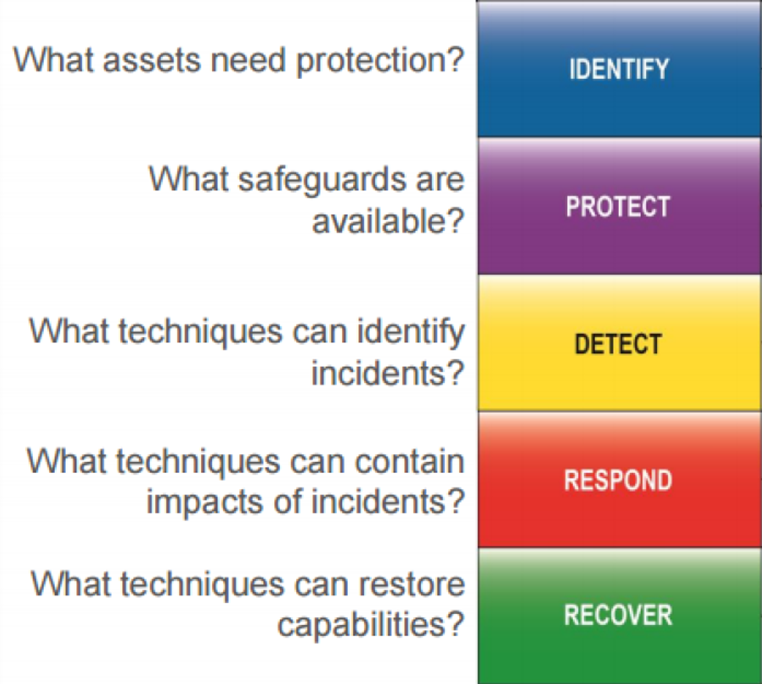 What assets need protection?
IDENTIFY
What safeguards are
available?
PROTECT
What techniques can identify
incidents?
DETECT
What techniques can contain
impacts of incidents?
RESPOND
What techniques can restore
capabilities?
RECOVER